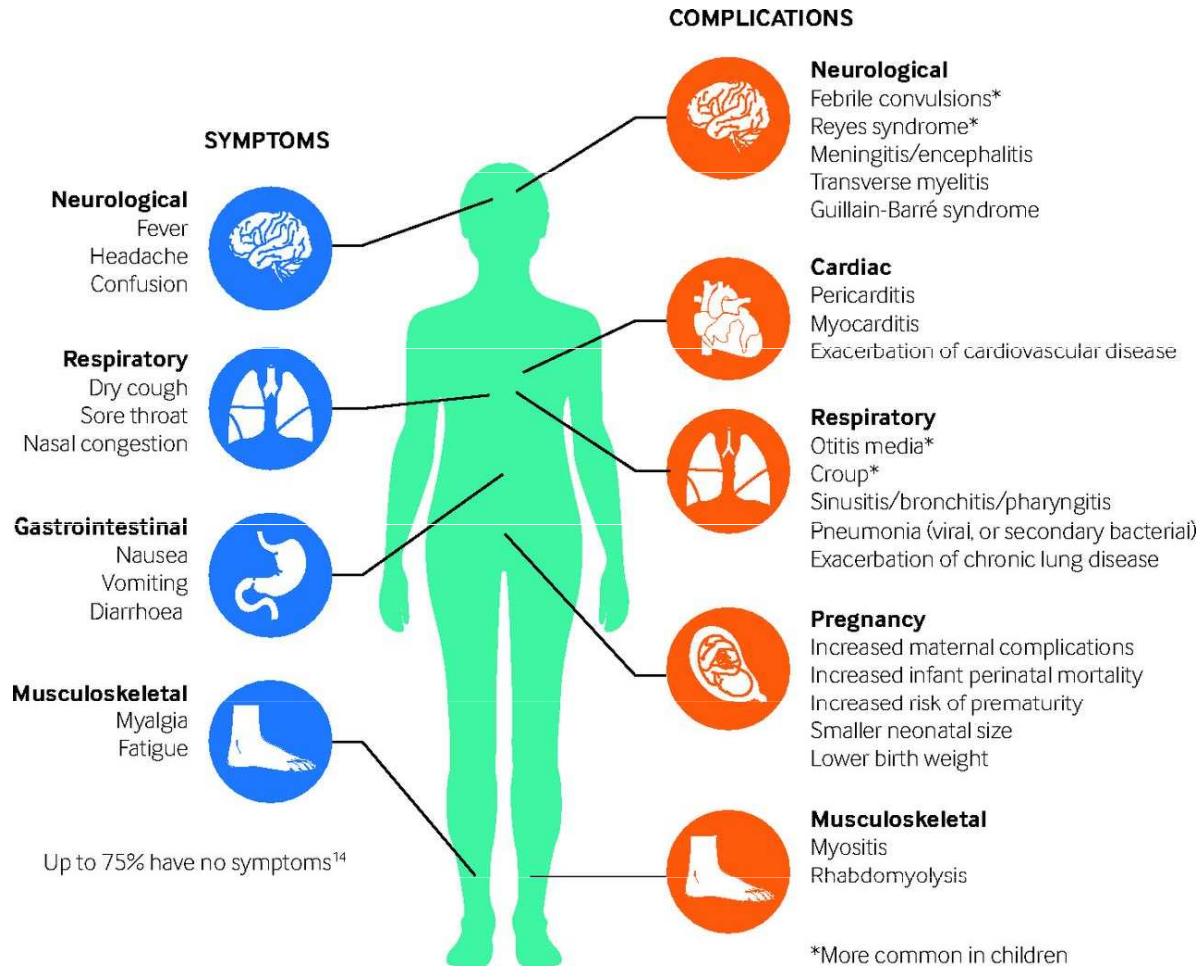 SYMPTOMS
Neurological
Fever
Headache
Confusion
Respiratory
Dry cough
Sore throat
Nasal congestion
Gastrointestinal
Nausea
Vomiting
Diarrhoea
Musculoskeletal
Myalgia
Fatigue
Up to 75% have no symptoms¹⁴
COMPLICATIONS
Neurological
Febrile convulsions*
Reyes syndrome*
Meningitis/encephalitis
Transverse myelitis
Guillain-Barré syndrome
Cardiac
Pericarditis
Myocarditis
Exacerbation of cardiovascular disease
Respiratory
Otitis media*
Croup*
Sinusitis/bronchitis/pharyngitis
Pneumonia (viral, or secondary bacterial)
Exacerbation of chronic lung disease
Pregnancy
Increased maternal complications
Increased infant perinatal mortality
Increased risk of prematurity
Smaller neonatal size
Lower birth weight
Musculoskeletal
Myositis
Rhabdomyolysis
*More common in children